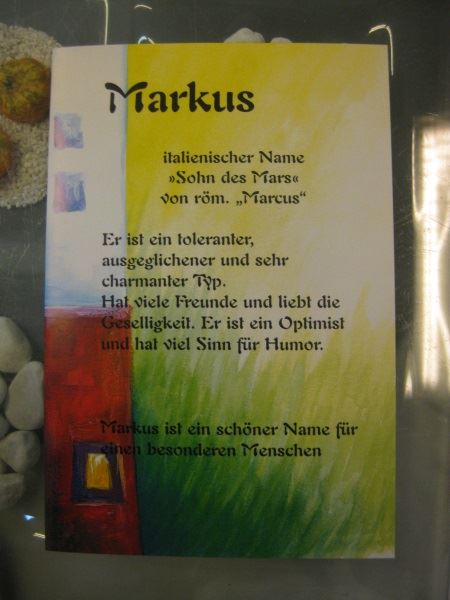 Markus
italienischer Name
»Sohn des Mars«
von röm. „Marcus“
Er ist ein toleranter,
ausgeglichener und sehr
charmanter Typ.
Hat viele Freunde und liebt die
Geselligkeit. Er ist ein Optimist
und hat viel Sinn für Humor.
Markus ist ein schöner Name für
einen besonderen Menschen